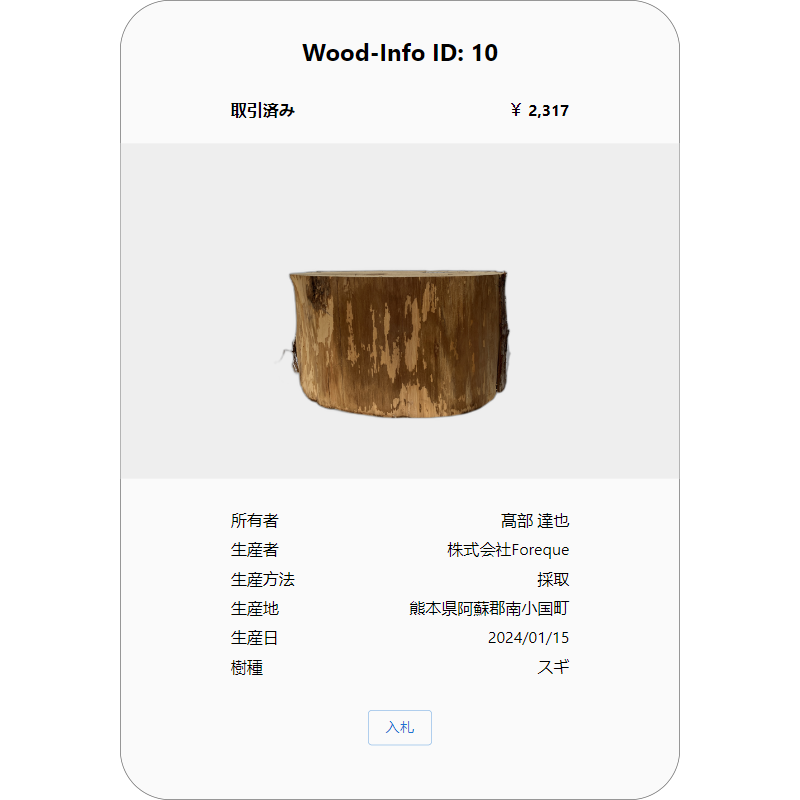 Wood-Info ID: 10
取引済み ￥ 2,317
所有者 髙部 達也
生産者 株式会社Foreque
生産方法 採取
生産地 熊本県阿蘇郡南小国町
生産日 2024/01/15
樹種 スギ
入札